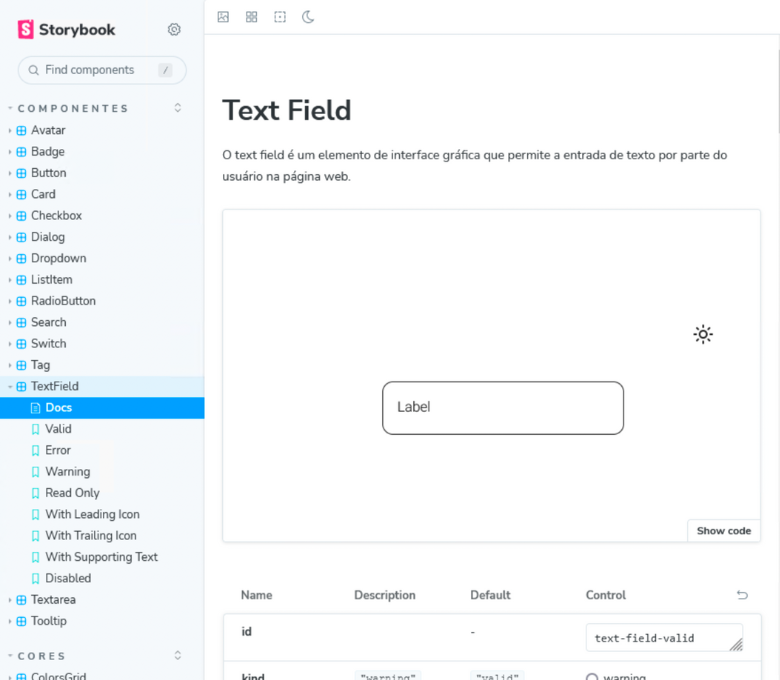 Storybook
Find components /
COMPONENTES
Avatar
Badge
Button
Card
Checkbox
Dialog
Dropdown
ListItem
RadioButton
Search
Switch
Tag
TextField
Docs
Valid
Error
Warning
Read Only
With Leading Icon
With Trailing Icon
With Supporting Text
Disabled
Textarea
Tooltip
CORES
ColorsGrid
Text Field
O text field é um elemento de interface gráfica que permite a entrada de texto por parte do
usuário na página web.
Label
Show code
Name Description Default Control
id - text-field-valid
kind "warning" "valid" warning